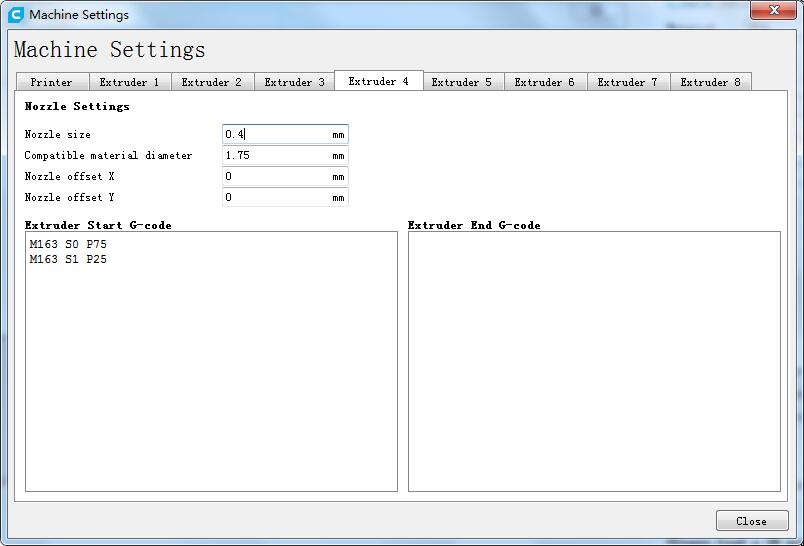 Machine Settings
Machine Settings
Printer
Extruder 1
Extruder 2
Extruder 3
Extruder 4
Extruder 5
Extruder 6
Extruder 7
Extruder 8
Nozzle Settings
Nozzle size 0.4 mm
Compatible material diameter 1.75 mm
Nozzle offset X 0 mm
Nozzle offset Y 0 mm
Extruder Start G-code
M163 S0 P75
M163 S1 P25
Extruder End G-code
Close